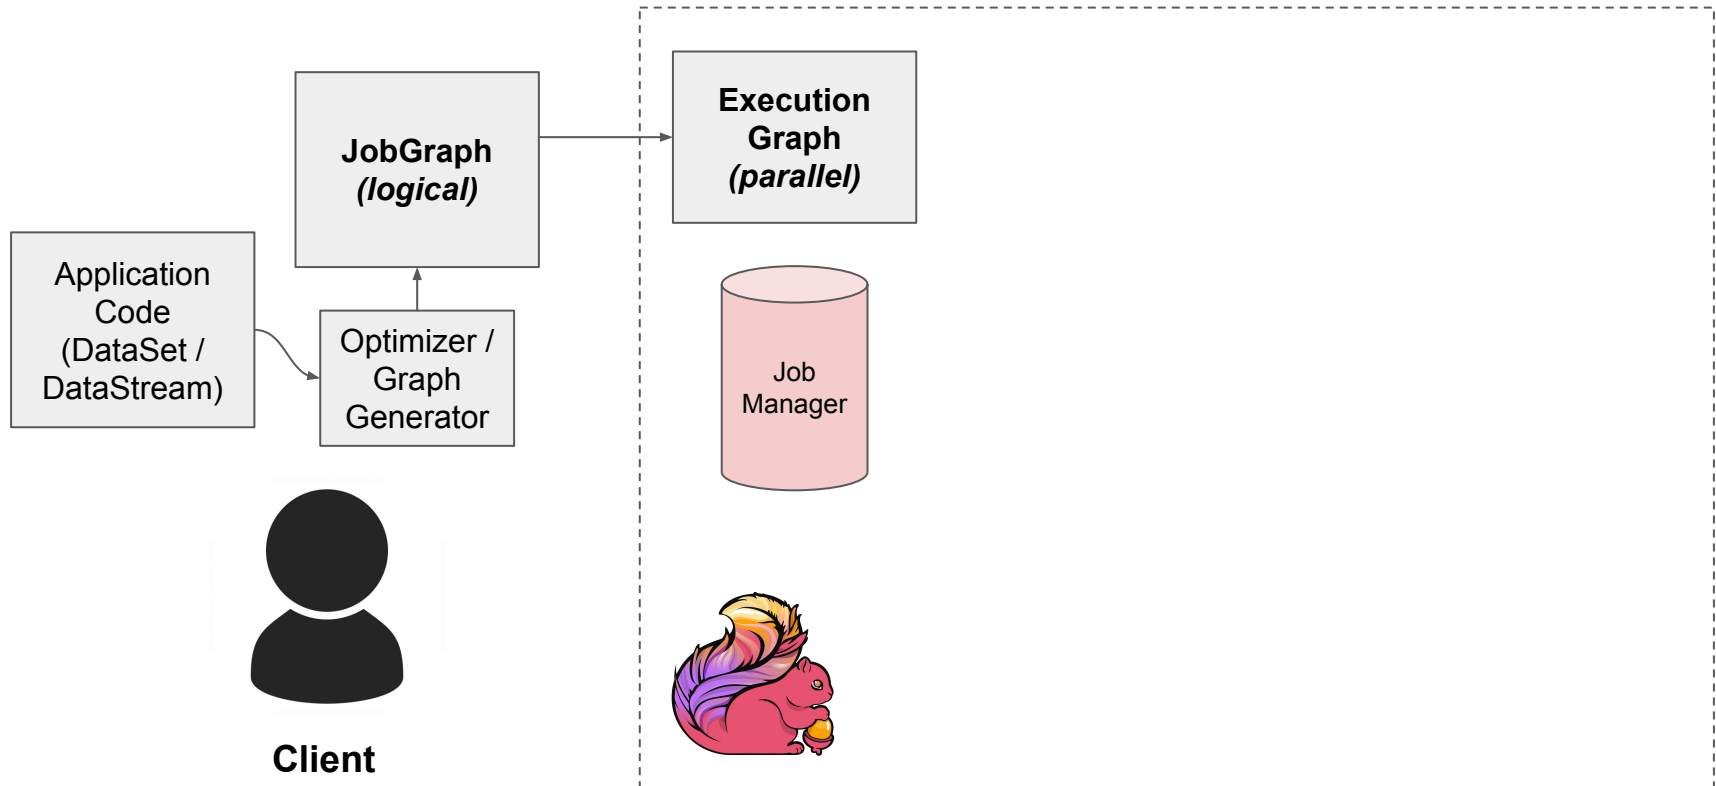 Application
Code
(DataSet /
DataStream)
JobGraph
(logical)
Optimizer /
Graph
Generator
Client
Execution
Graph
(parallel)
Job
Manager